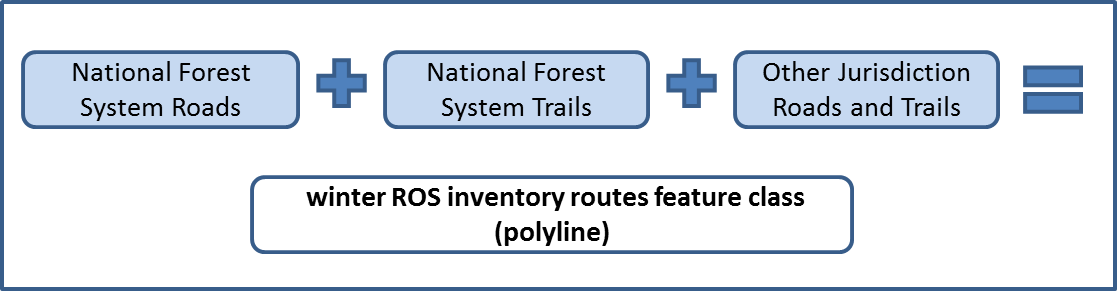 National Forest
System Roads
National Forest
System Trails
Other Jurisdiction
Roads and Trails
winter ROS inventory routes feature class
(polyline)